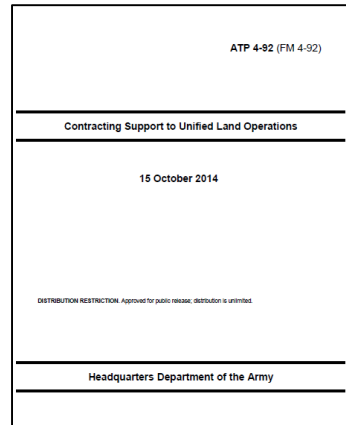 ATP 4-92 (FM 4-92)
Contracting Support to Unified Land Operations
15 October 2014
DISTRIBUTION RESTRICTION. Approved for public release; distribution is unlimited.
Headquarters Department of the Army